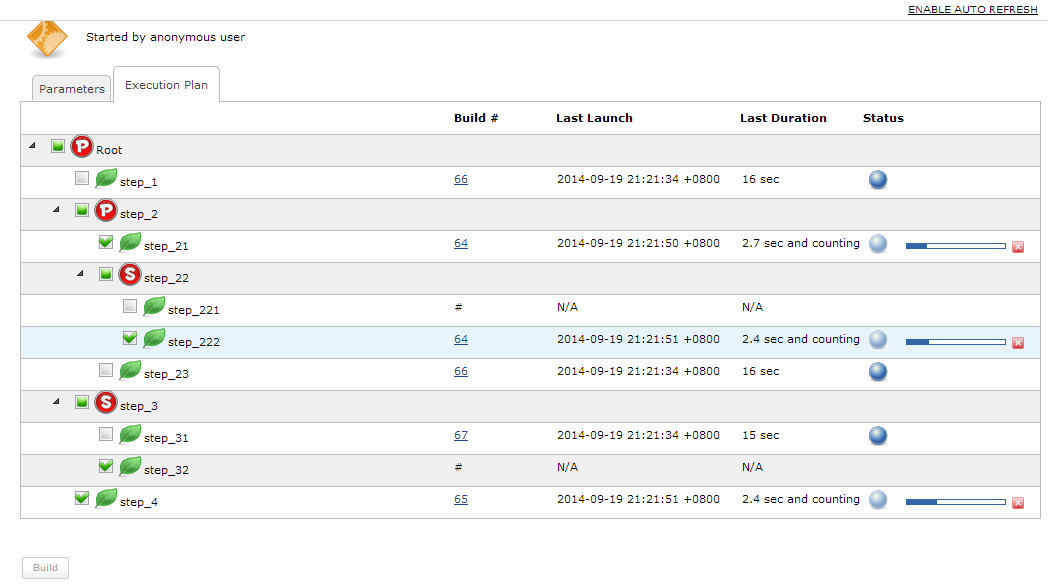 ENABLE AUTO REFRESH
Started by anonymous user
Parameters Execution Plan
Build # Last Launch Last Duration Status
P Root
step_1 66 2014-09-19 21:21:34 +0800 16 sec
P step_2
step_21 64 2014-09-19 21:21:50 +0800 2.7 sec and counting
S step_22
step_221 # N/A N/A
step_222 64 2014-09-19 21:21:51 +0800 2.4 sec and counting
step_23 66 2014-09-19 21:21:34 +0800 16 sec
S step_3
step_31 67 2014-09-19 21:21:34 +0800 15 sec
step_32 # N/A N/A
step_4 65 2014-09-19 21:21:51 +0800 2.4 sec and counting
Build